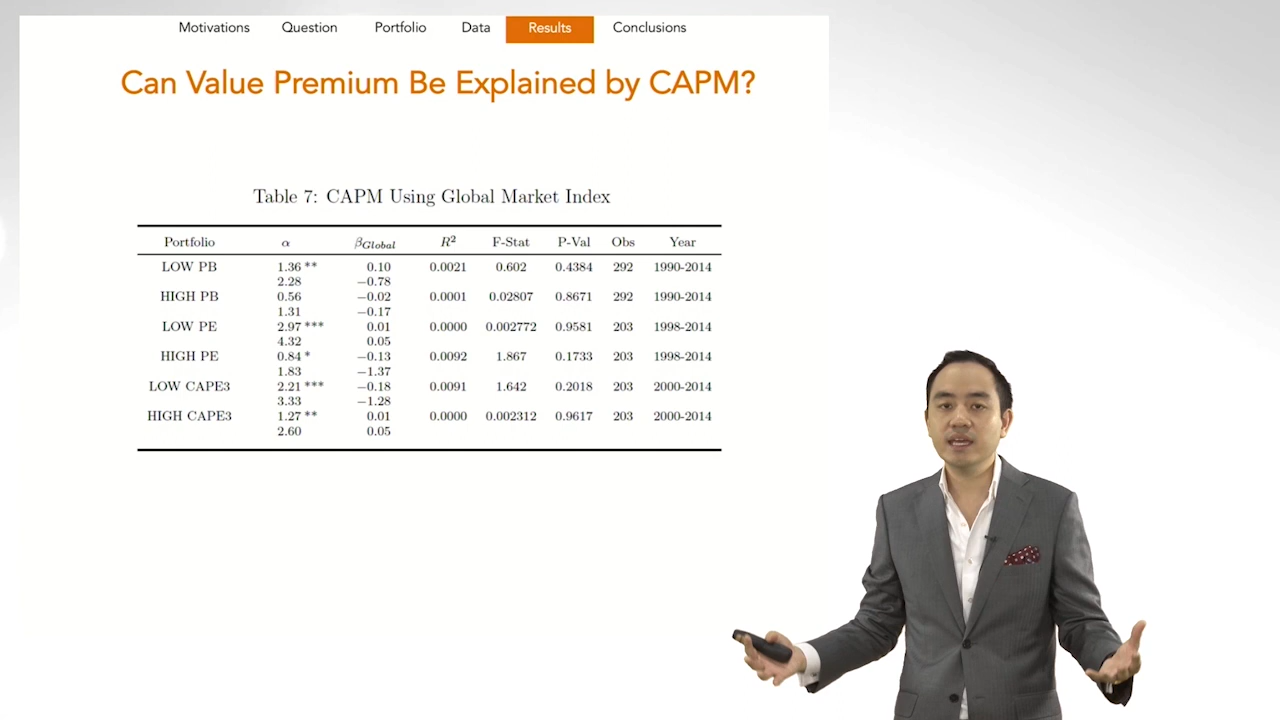 Motivations Question Portfolio Data Results Conclusions
Can Value Premium Be Explained by CAPM?
Table 7: CAPM Using Global Market Index
Portfolio α β_Global R² F-Stat P-Val Obs Year
LOW PB 1.36 ** 0.10 0.0021 0.602 0.4384 292 1990-2014
2.28 −0.78
HIGH PB 0.56 −0.02 0.0001 0.02807 0.8671 292 1990-2014
1.31 −0.17
LOW PE 2.97 *** 0.01 0.0000 0.002772 0.9581 203 1998-2014
4.32 0.05
HIGH PE 0.84 * −0.13 0.0092 1.867 0.1733 203 1998-2014
1.83 −1.37
LOW CAPE3 2.21 *** −0.18 0.0091 1.642 0.2018 203 2000-2014
3.33 −1.28
HIGH CAPE3 1.27 ** 0.01 0.0000 0.002312 0.9617 203 2000-2014
2.60 0.05